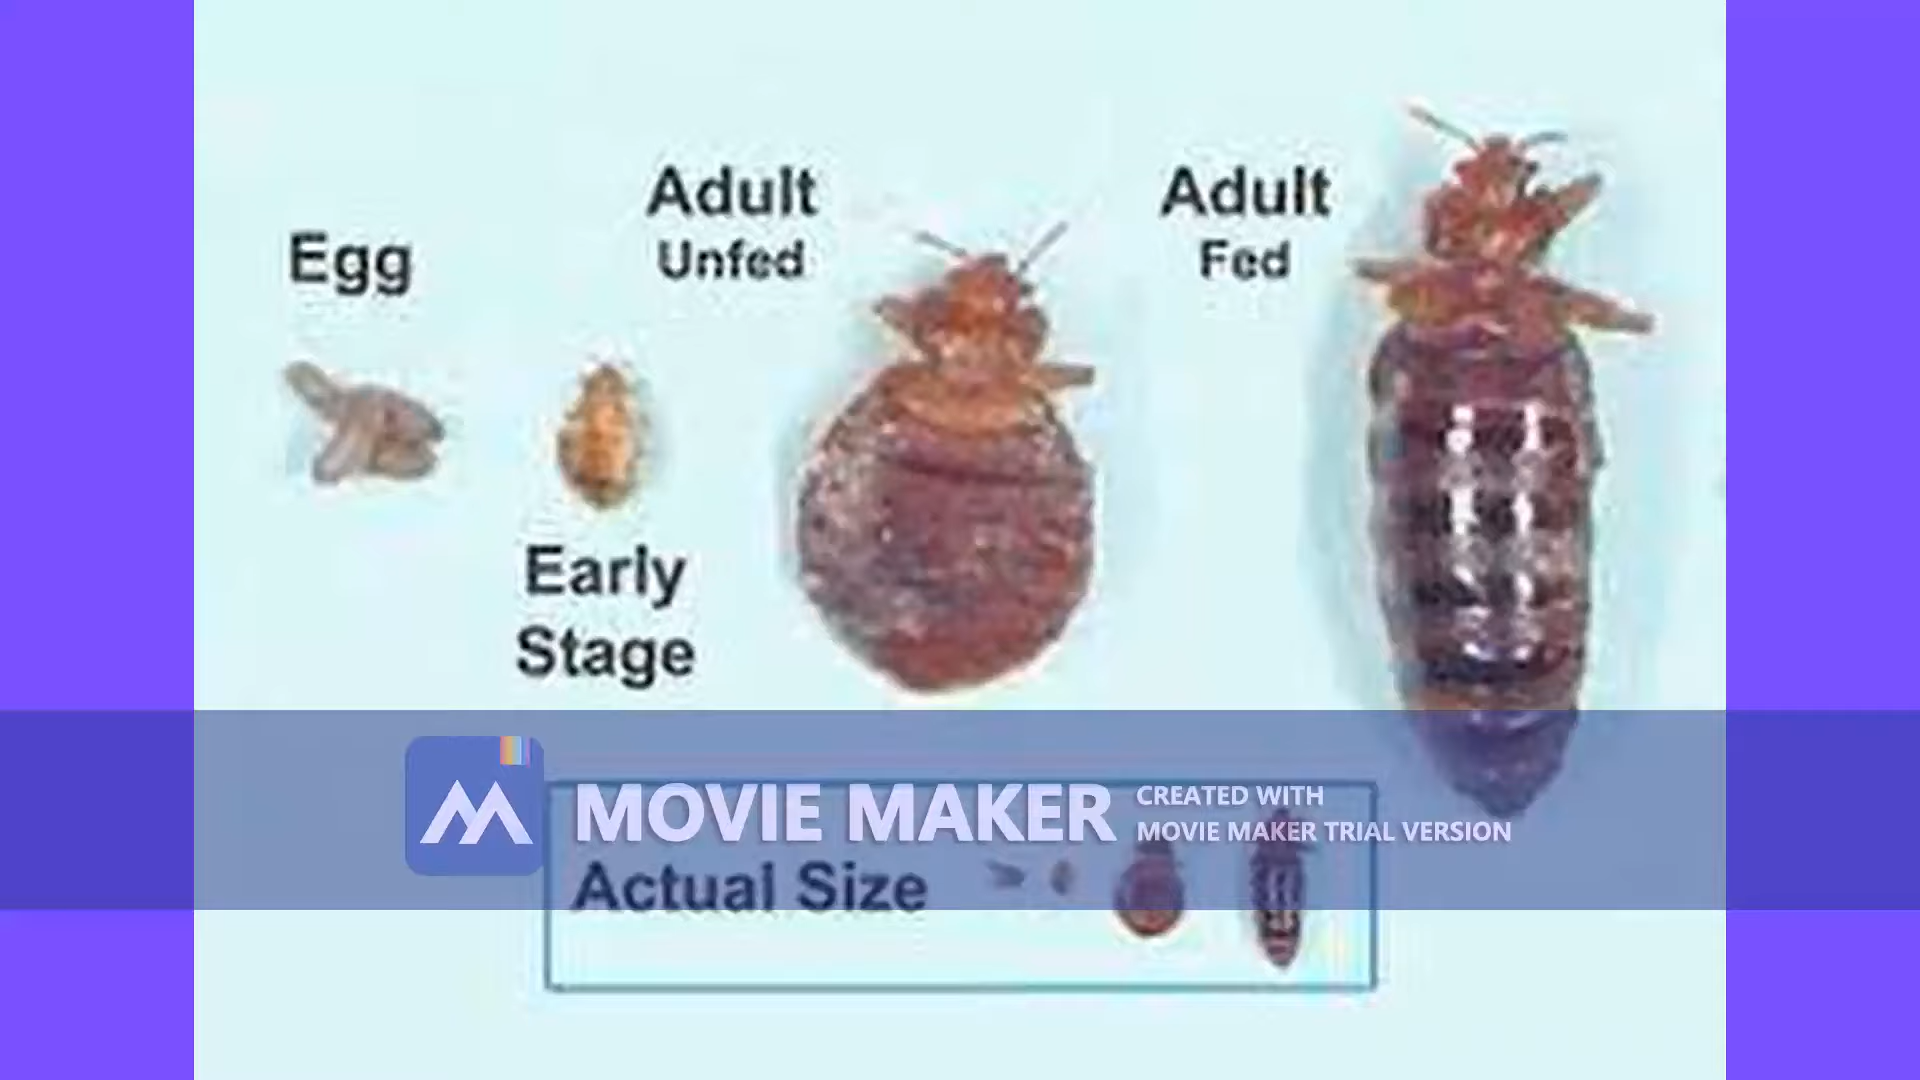 Egg
Adult
Unfed
Adult
Fed
Early
Stage
MOVIE MAKER
CREATED WITH
MOVIE MAKER TRIAL VERSION
Actual Size